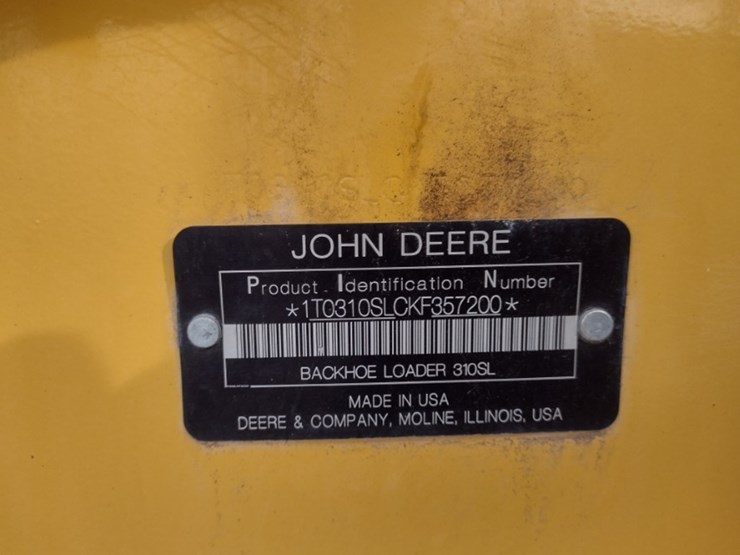 JOHN DEERE
Product Identification Number
*1T0310SLCKF357200*
BACKHOE LOADER 310SL
MADE IN USA
DEERE & COMPANY, MOLINE, ILLINOIS, USA